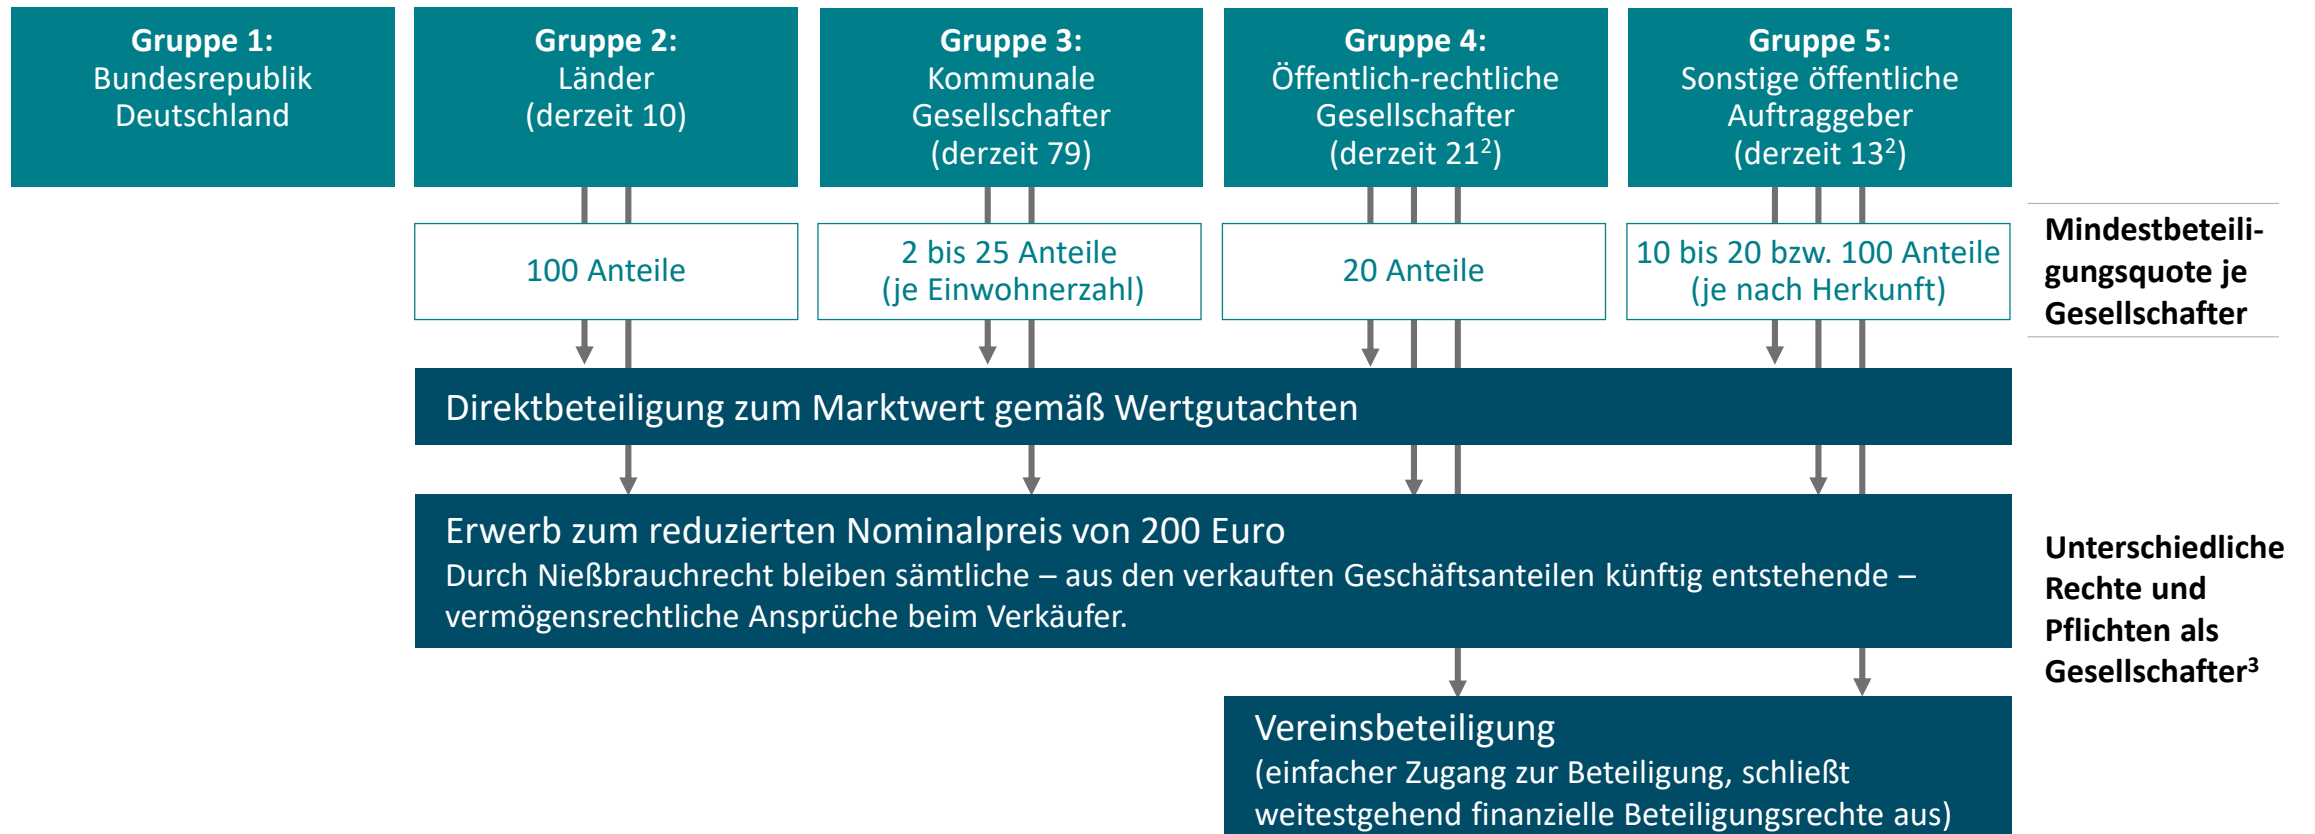 Gruppe 1:
Bundesrepublik
Deutschland
Gruppe 2:
Länder
(derzeit 10)
Gruppe 3:
Kommunale
Gesellschafter
(derzeit 79)
Gruppe 4:
Öffentlich-rechtliche
Gesellschafter
(derzeit 21²)
Gruppe 5:
Sonstige öffentliche
Auftraggeber
(derzeit 13²)
100 Anteile
2 bis 25 Anteile
(je Einwohnerzahl)
20 Anteile
10 bis 20 bzw. 100 Anteile
(je nach Herkunft)
Mindestbeteili-
gungsquote je
Gesellschafter
Direktbeteiligung zum Marktwert gemäß Wertgutachten
Erwerb zum reduzierten Nominalpreis von 200 Euro
Durch Nießbrauchrecht bleiben sämtliche – aus den verkauften Geschäftsanteilen künftig entstehende –
vermögensrechtliche Ansprüche beim Verkäufer.
Unterschiedliche
Rechte und
Pflichten als
Gesellschafter³
Vereinsbeteiligung
(einfacher Zugang zur Beteiligung, schließt
weitestgehend finanzielle Beteiligungsrechte aus)